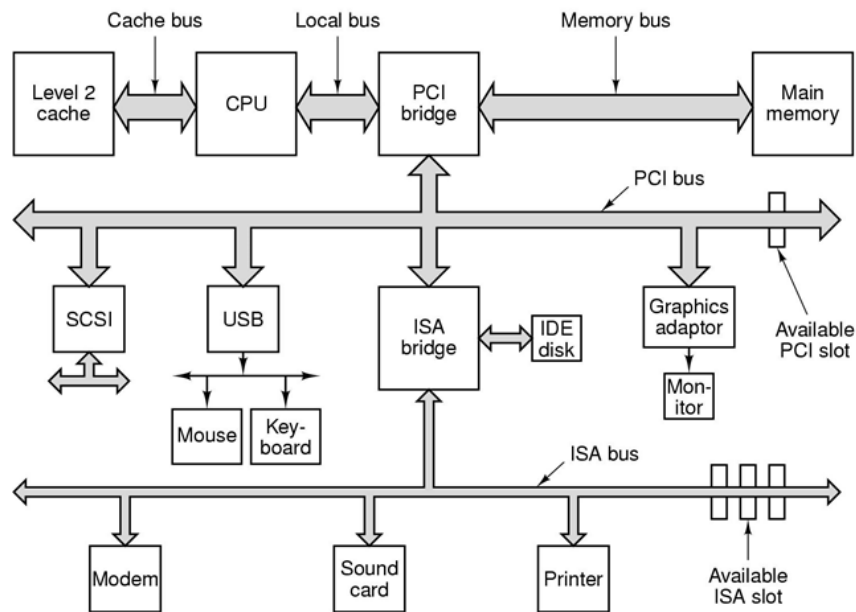 Cache bus
Local bus
Memory bus
Level 2
cache
CPU
PCI
bridge
Main
memory
PCI bus
SCSI
USB
ISA
bridge
IDE
disk
Graphics
adaptor
Available
PCI slot
Mon-
itor
Mouse
Key-
board
ISA bus
Modem
Sound
card
Printer
Available
ISA slot